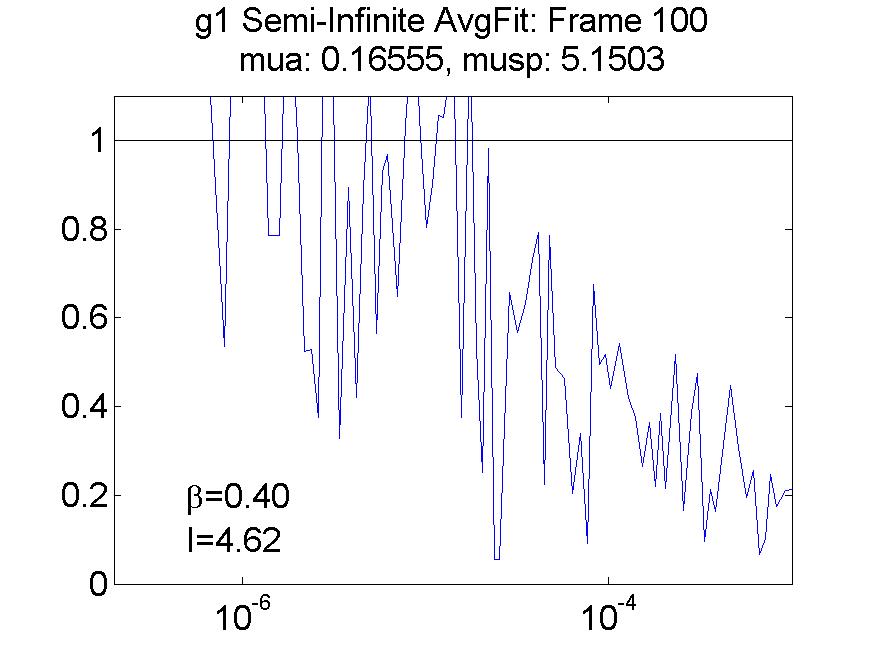 g1 Semi-Infinite AvgFit: Frame 100
mua: 0.16555, musp: 5.1503
1
0.8
0.6
0.4
0.2
0
β=0.40
I=4.62
10^-6
10^-4